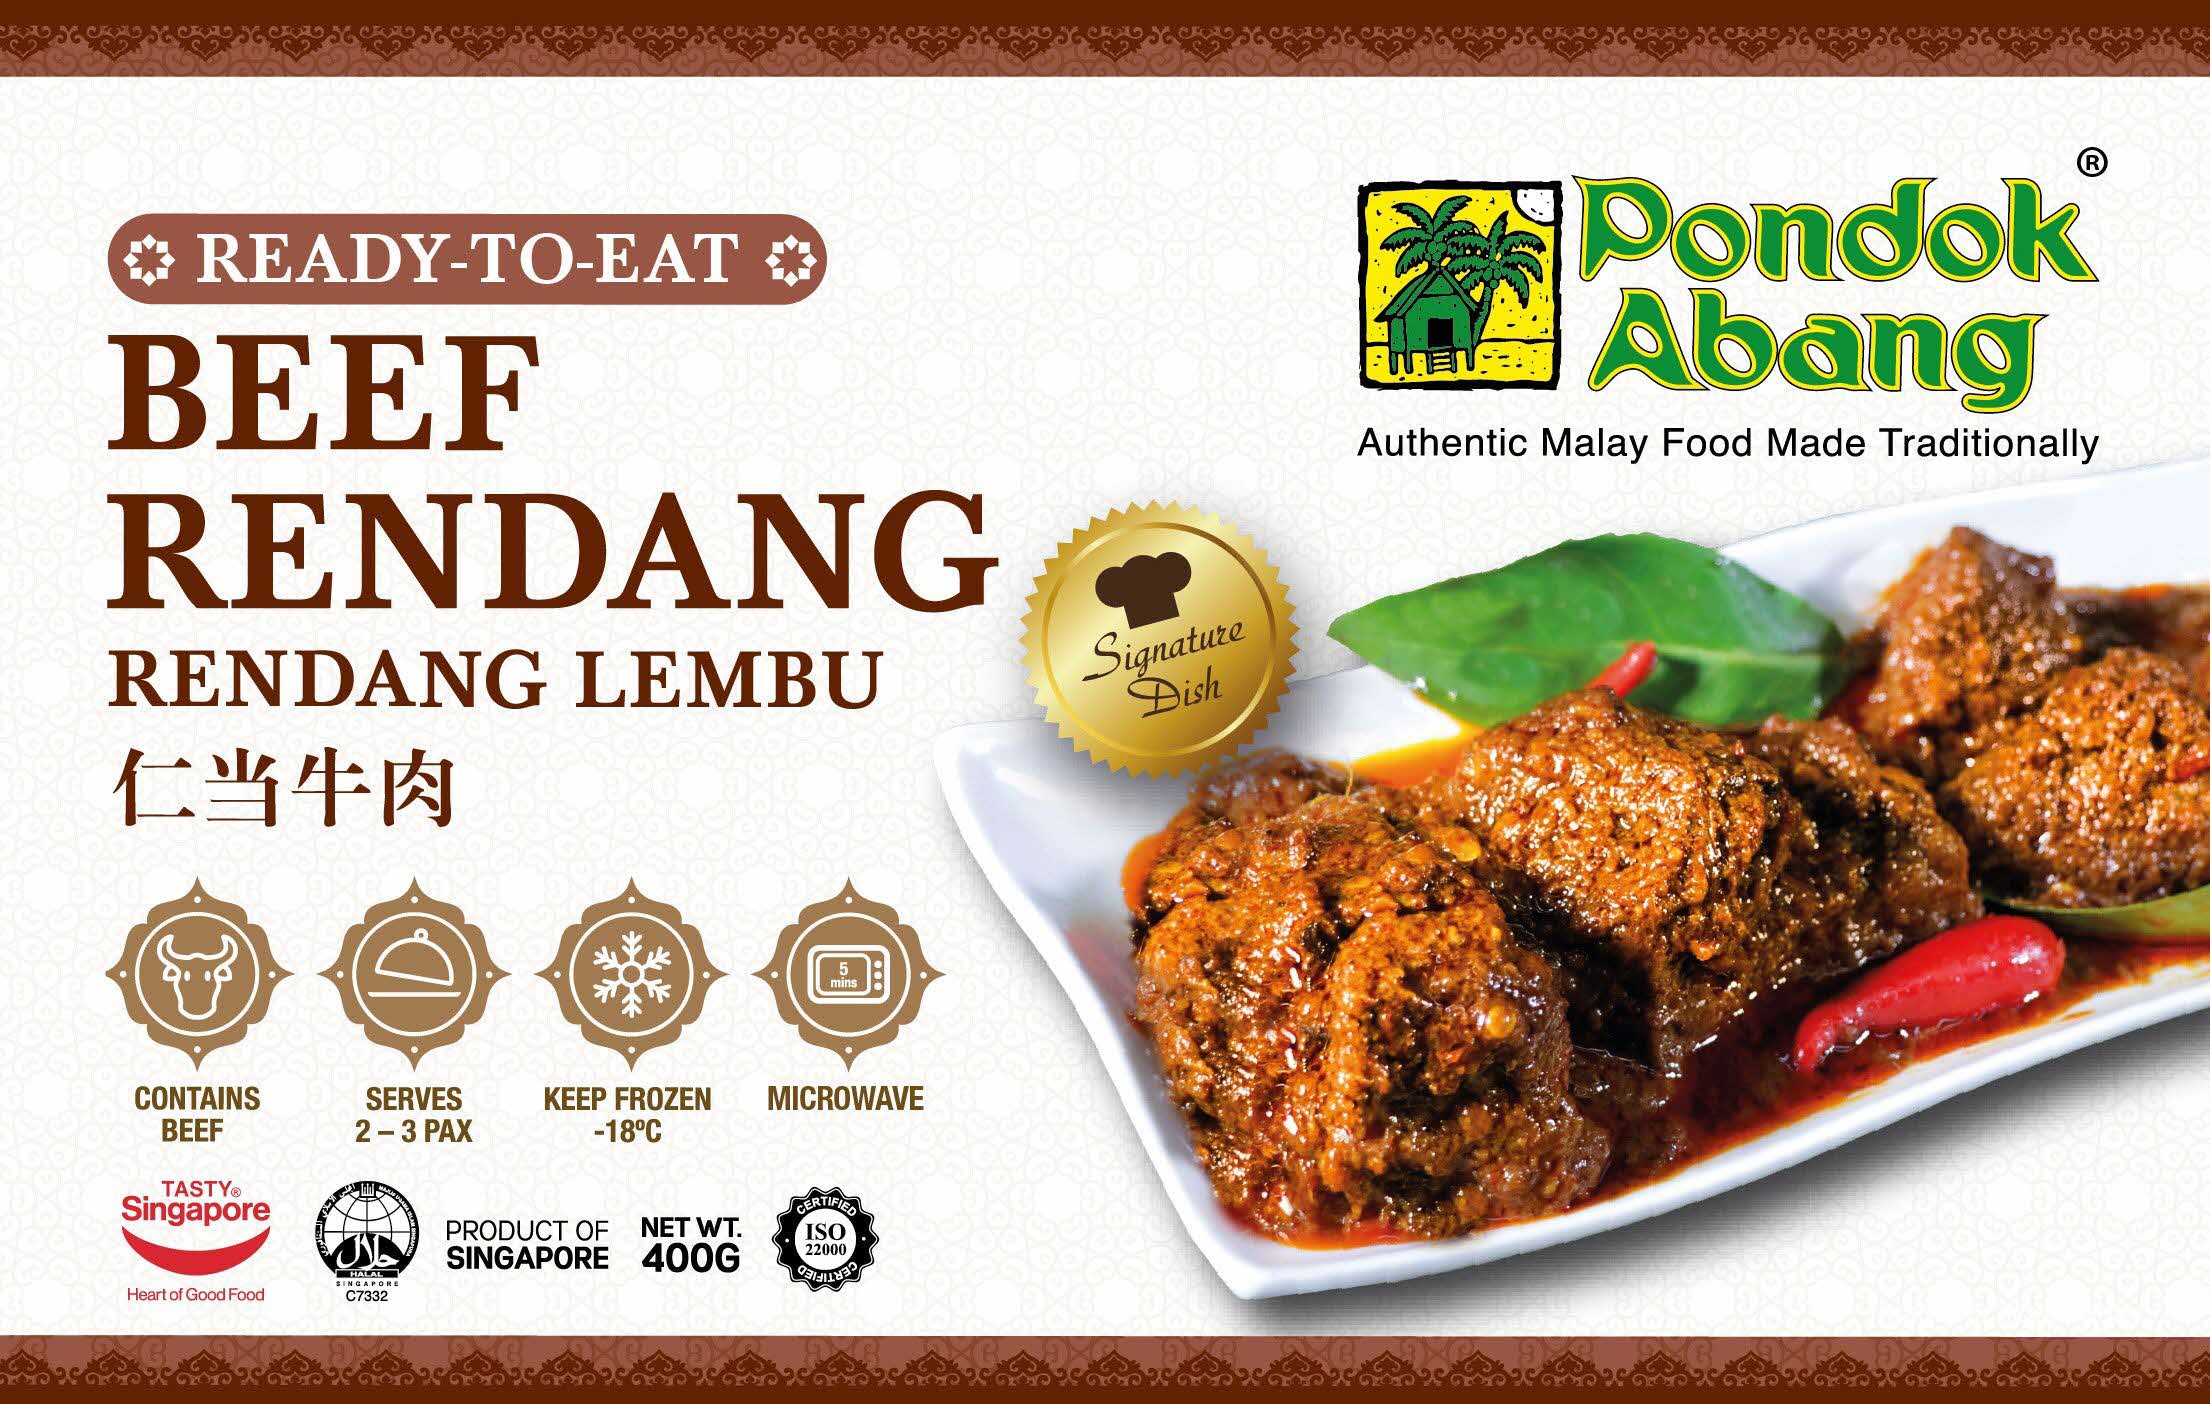 READY-TO-EAT
BEEF
RENDANG
RENDANG LEMBU
仁当牛肉
Pondok
Abang
®
Authentic Malay Food Made Traditionally
Signature
Dish
5
mins
CONTAINS
BEEF
SERVES
2 – 3 PAX
KEEP FROZEN
-18ºC
MICROWAVE
TASTY®
Singapore
Heart of Good Food
حلال
HALAL
SINGAPORE
C7332
PRODUCT OF
SINGAPORE
NET WT.
400G
CERTIFIED
ISO
22000
CERTIFIED